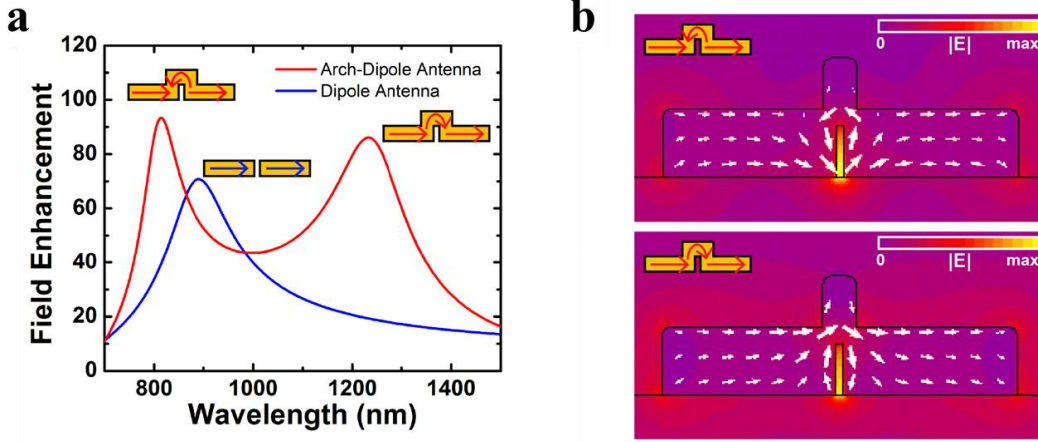 a
120
100
80
60
40
20
0
Field Enhancement
Arch-Dipole Antenna
Dipole Antenna
800 1000 1200 1400
Wavelength (nm)
b
0 |E| max
0 |E| max